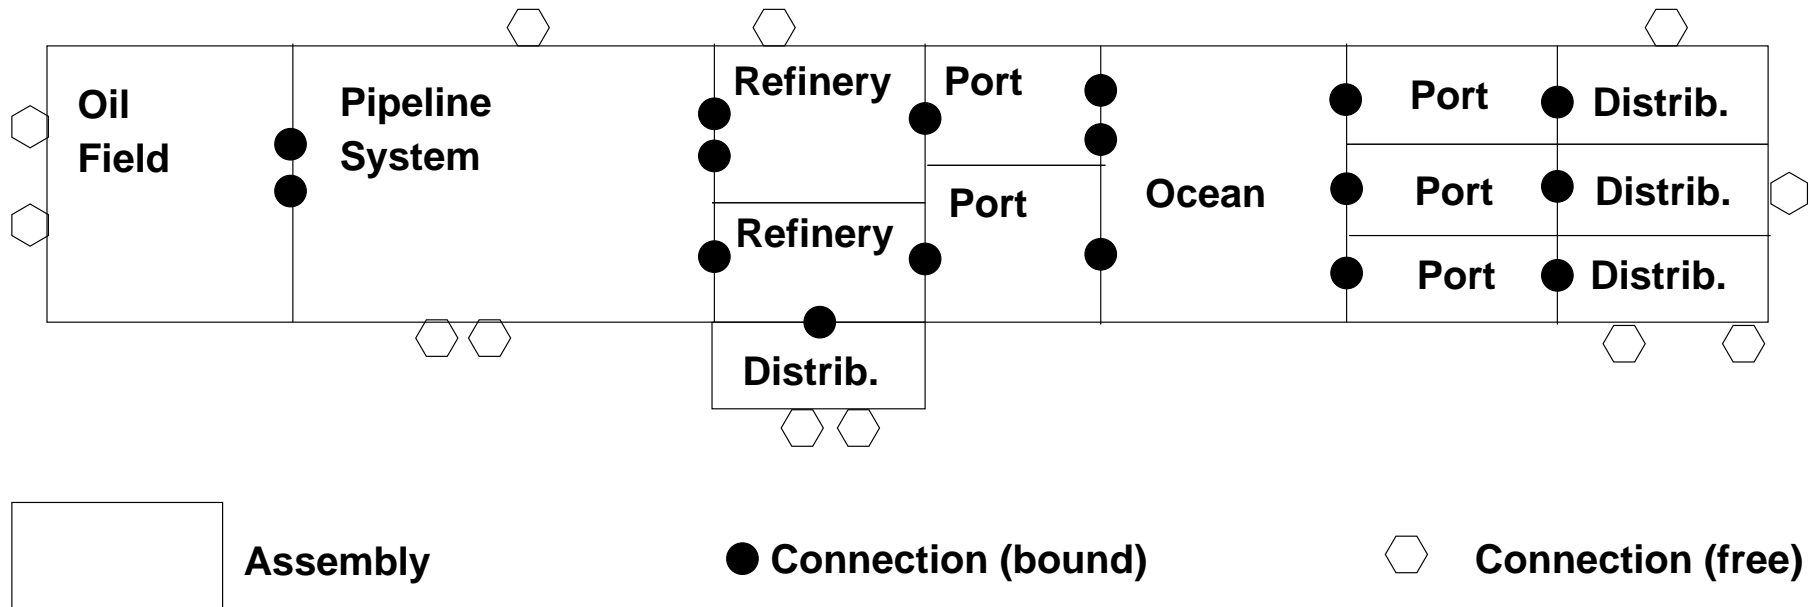 Oil
Field
Pipeline
System
Refinery
Refinery
Distrib.
Port
Port
Ocean
Port
Distrib.
Port
Distrib.
Port
Distrib.
Assembly
Connection (bound)
Connection (free)